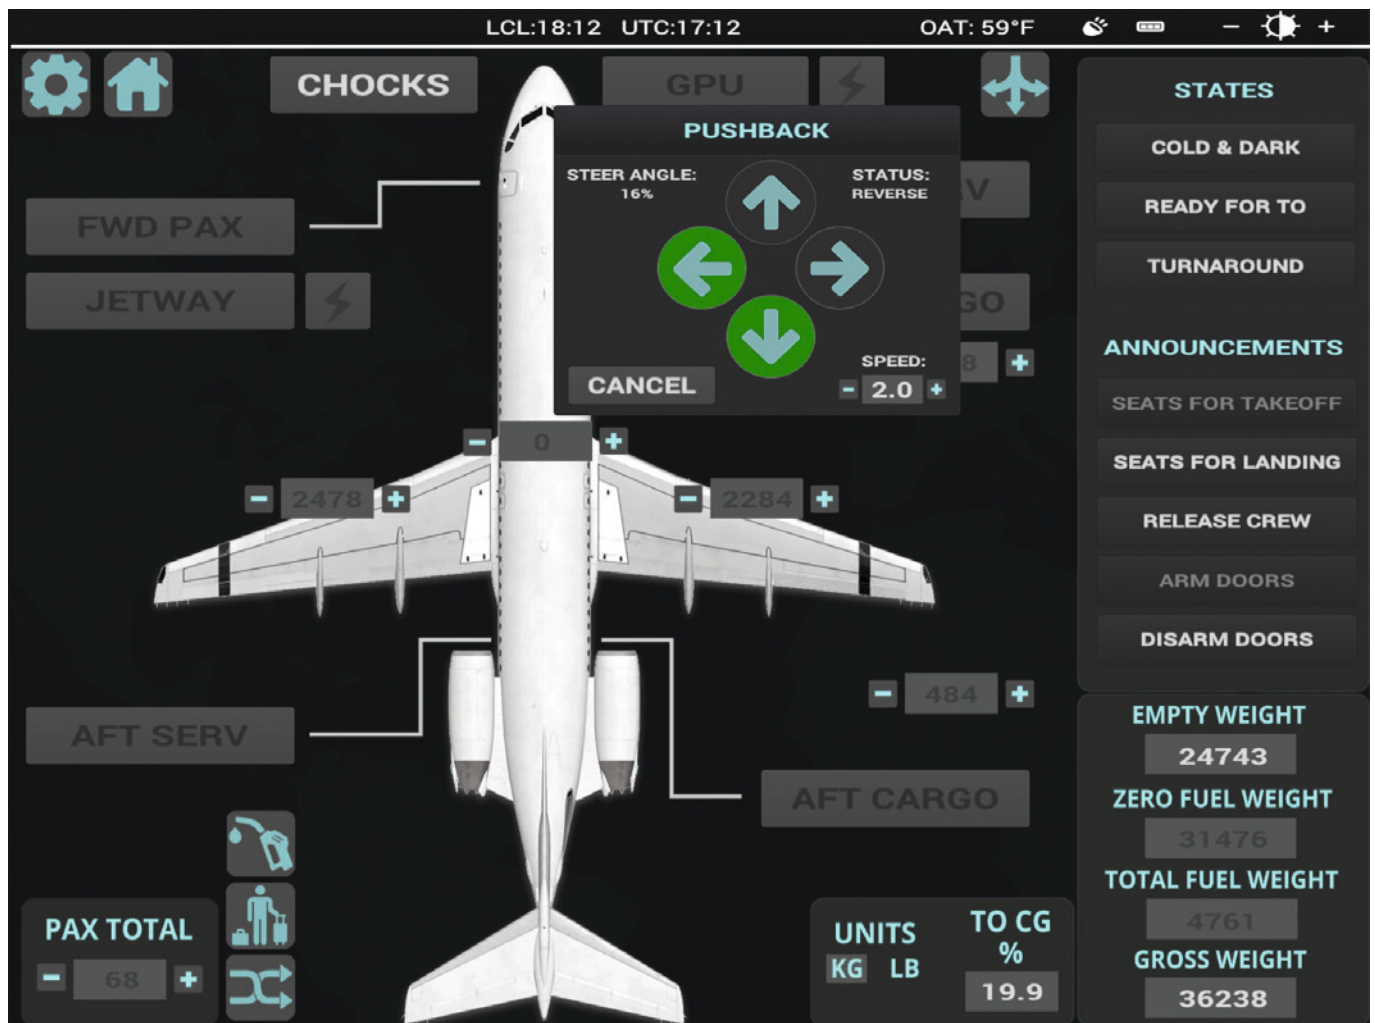 LCL:18:12 UTC:17:12 OAT: 59°F
CHOCKS
GPU
PUSHBACK
STEER ANGLE:
16%
STATUS:
REVERSE
CANCEL
SPEED:
- 2.0 +
FWD PAX
JETWAY
- 0 +
- 2478 +
- 2284 +
- 484 +
AFT SERV
AFT CARGO
PAX TOTAL
- 68 +
UNITS
KG LB
TO CG
%
19.9
STATES
COLD & DARK
READY FOR TO
TURNAROUND
ANNOUNCEMENTS
SEATS FOR TAKEOFF
SEATS FOR LANDING
RELEASE CREW
ARM DOORS
DISARM DOORS
EMPTY WEIGHT
24743
ZERO FUEL WEIGHT
31476
TOTAL FUEL WEIGHT
4761
GROSS WEIGHT
36238